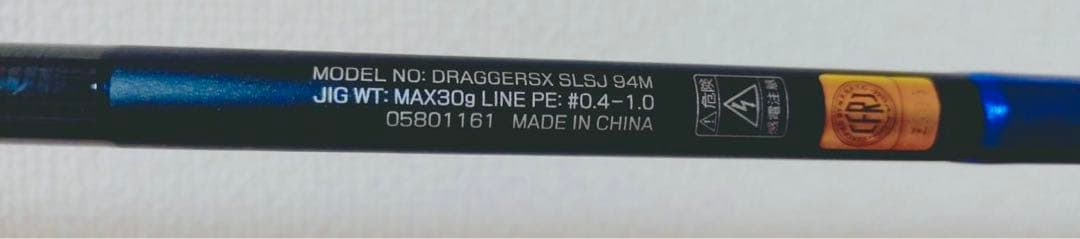 MODEL NO: DRAGGERSX SLSJ 94M
JIG WT: MAX30g LINE PE: #0.4-1.0
05801161 MADE IN CHINA
危険
感電注意
CFRT